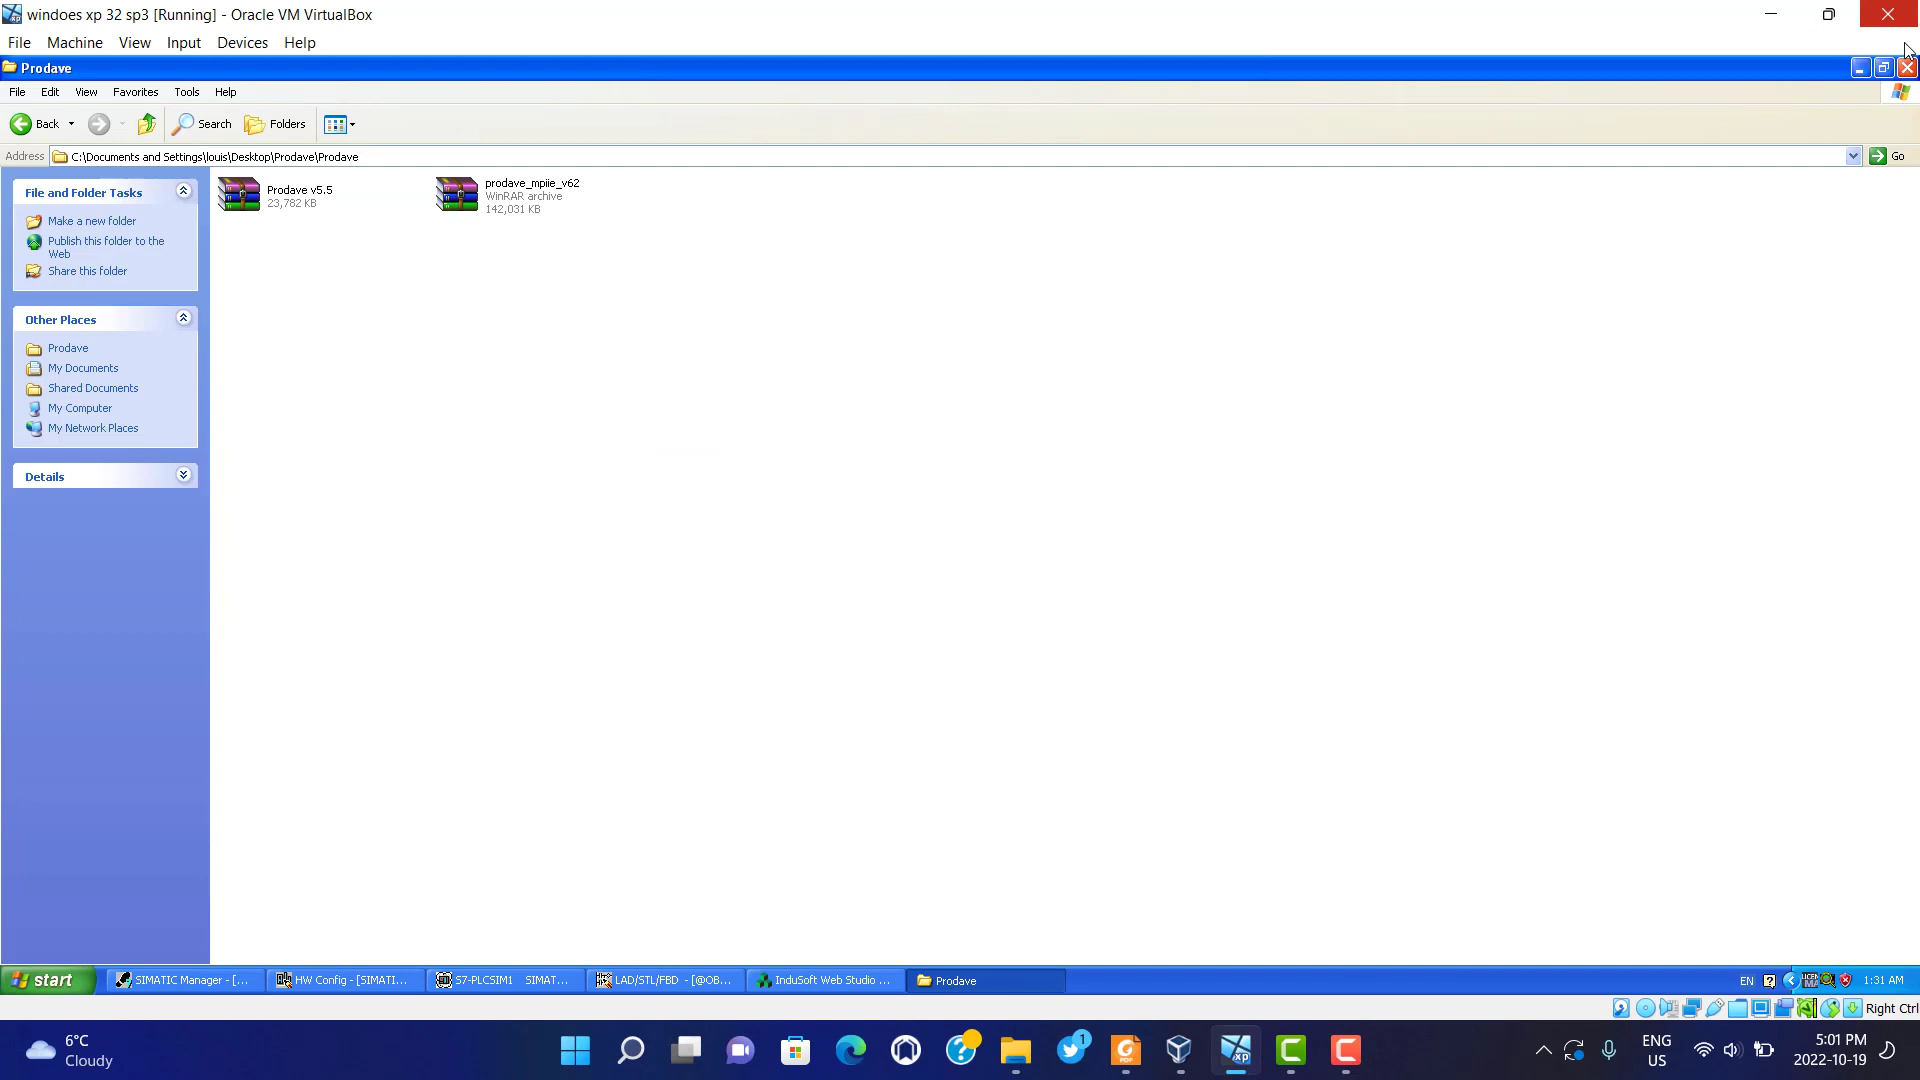 windoes xp 32 sp3 [Running] - Oracle VM VirtualBox
File Machine View Input Devices Help
Prodave
File Edit View Favorites Tools Help
Back Search Folders
Address C:\Documents and Settings\louis\Desktop\Prodave\Prodave Go
File and Folder Tasks
Make a new folder
Publish this folder to the
Web
Share this folder
Other Places
Prodave
My Documents
Shared Documents
My Computer
My Network Places
Details
Prodave v5.5
23,782 KB
prodave_mpiie_v62
WinRAR archive
142,031 KB
start SIMATIC Manager - [... HW Config - [SIMATI... S7-PLCSIM1 SIMAT... LAD/STL/FBD - [@OB... InduSoft Web Studio ... Prodave EN 1:31 AM
Right Ctrl
6°C
Cloudy
1
ENG
US
5:01 PM
2022-10-19